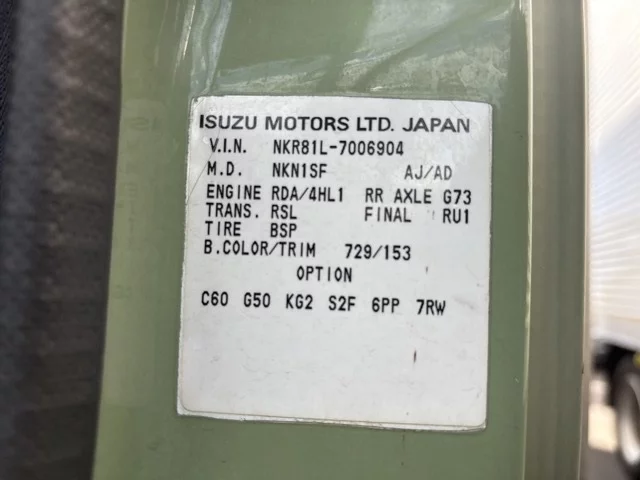 ISUZU MOTORS LTD. JAPAN
V.I.N. NKR81L-7006904
M.D. NKN1SF AJ/AD
ENGINE RDA/4HL1 RR AXLE G73
TRANS. RSL FINAL RU1
TIRE BSP
B.COLOR/TRIM 729/153
OPTION
C60 G50 KG2 S2F 6PP 7RW